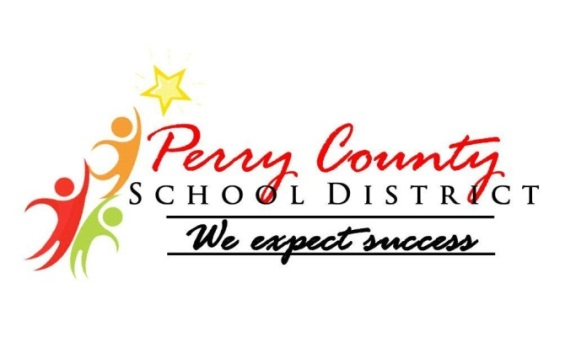 Perry County
SCHOOL DISTRICT
We expect success